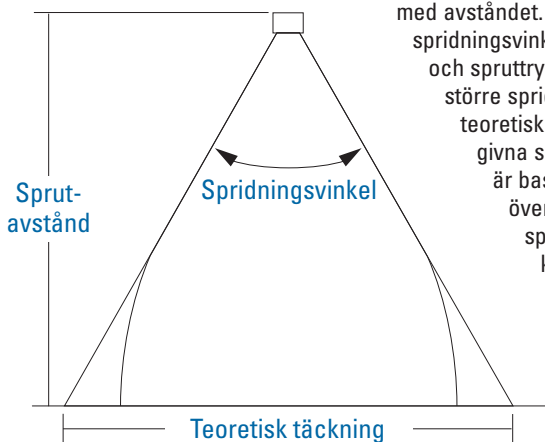 med avståndet.
spridningsvink
och spruttry
större sprid
teoretisk
givna s
är bas
över
sp
k
Spridningsvinkel
Sprut-
avstånd
Teoretisk täckning